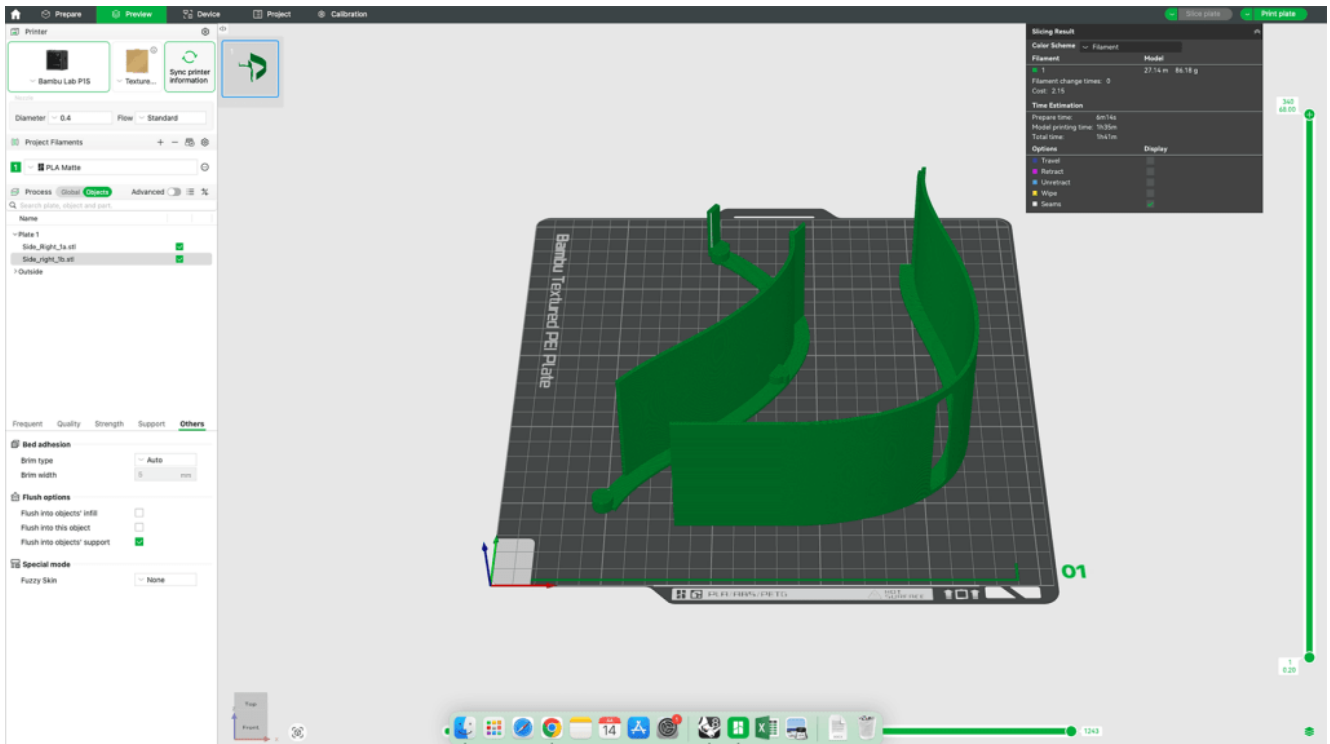 Prepare
Preview
Device
Project
Calibration
Slice plate
Print plate
Printer
Bambu Lab P1S
Texture...
Sync printer
information
Diameter
0.4
Flow
Standard
Project Filaments
1
PLA Matte
Process
Global
Objects
Advanced
Search plate, object and part.
Name
Plate 1
Side_Right_1a.stl
Side_right_1b.stl
Outside
Frequent
Quality
Strength
Support
Others
Bed adhesion
Brim type
Auto
Brim width
5
mm
Flush options
Flush into objects' infill
Flush into this object
Flush into objects' support
Special mode
Fuzzy Skin
None
Bambu Textured PEI Plate
01
PLA/ABS/PETG
HOT
SURFACE
Top
Front
Slicing Result
Color Scheme
Filament
Filament
Model
1
27.14 m 86.18 g
Filament change times: 0
Cost: 2.15
Time Estimation
Prepare time: 6m14s
Model printing time: 1h35m
Total time: 1h41m
Options
Display
Travel
Retract
Unretract
Wipe
Seams
340
68.00
1
0.20
14
1243